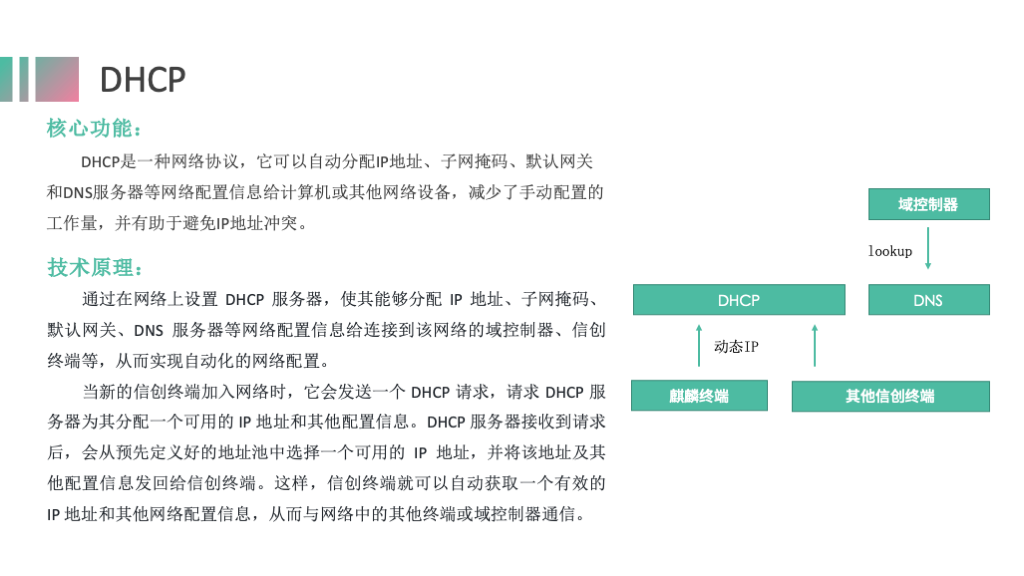 DHCP
核心功能：
DHCP是一种网络协议，它可以自动分配IP地址、子网掩码、默认网关
和DNS服务器等网络配置信息给计算机或其他网络设备，减少了手动配置的
工作量，并有助于避免IP地址冲突。
技术原理：
通过在网络上设置 DHCP 服务器，使其能够分配 IP 地址、子网掩码、
默认网关、DNS 服务器等网络配置信息给连接到该网络的域控制器、信创
终端等，从而实现自动化的网络配置。
当新的信创终端加入网络时，它会发送一个 DHCP 请求，请求 DHCP 服
务器为其分配一个可用的 IP 地址和其他配置信息。DHCP 服务器接收到请求
后，会从预先定义好的地址池中选择一个可用的 IP 地址，并将该地址及其
他配置信息发回给信创终端。这样，信创终端就可以自动获取一个有效的
IP 地址和其他网络配置信息，从而与网络中的其他终端或域控制器通信。
域控制器
lookup
DHCP
DNS
动态IP
麒麟终端
其他信创终端